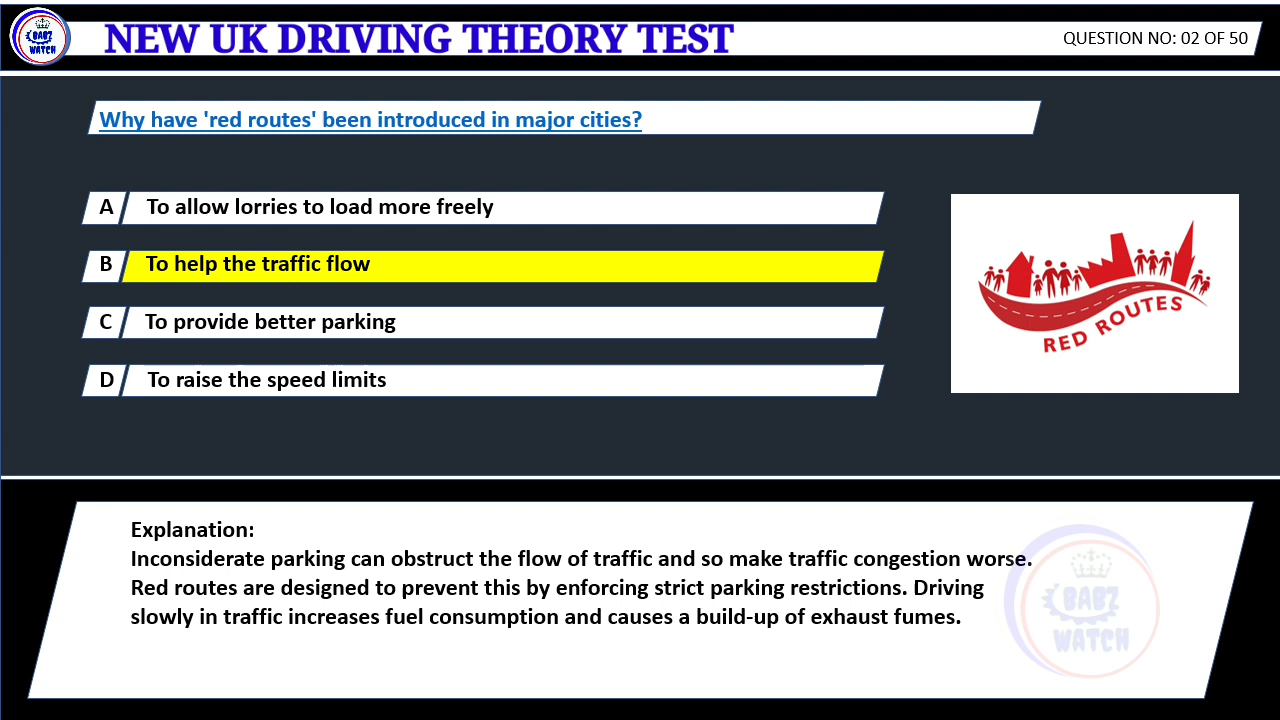 BABZ
WATCH
NEW UK DRIVING THEORY TEST
QUESTION NO: 02 OF 50
Why have 'red routes' been introduced in major cities?
A To allow lorries to load more freely
B To help the traffic flow
C To provide better parking
D To raise the speed limits
RED ROUTES
Explanation:
Inconsiderate parking can obstruct the flow of traffic and so make traffic congestion worse.
Red routes are designed to prevent this by enforcing strict parking restrictions. Driving
slowly in traffic increases fuel consumption and causes a build-up of exhaust fumes.
BABZ
WATCH